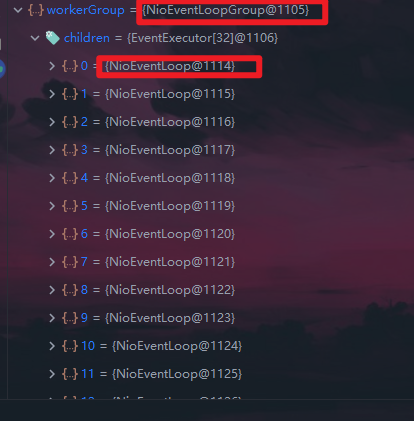 {..} workerGroup = {NioEventLoopGroup@1105}
children = {EventExecutor[32]@1106}
{..} 0 = {NioEventLoop@1114}
{..} 1 = {NioEventLoop@1115}
{..} 2 = {NioEventLoop@1116}
{..} 3 = {NioEventLoop@1117}
{..} 4 = {NioEventLoop@1118}
{..} 5 = {NioEventLoop@1119}
{..} 6 = {NioEventLoop@1120}
{..} 7 = {NioEventLoop@1121}
{..} 8 = {NioEventLoop@1122}
{..} 9 = {NioEventLoop@1123}
{..} 10 = {NioEventLoop@1124}
{..} 11 = {NioEventLoop@1125}